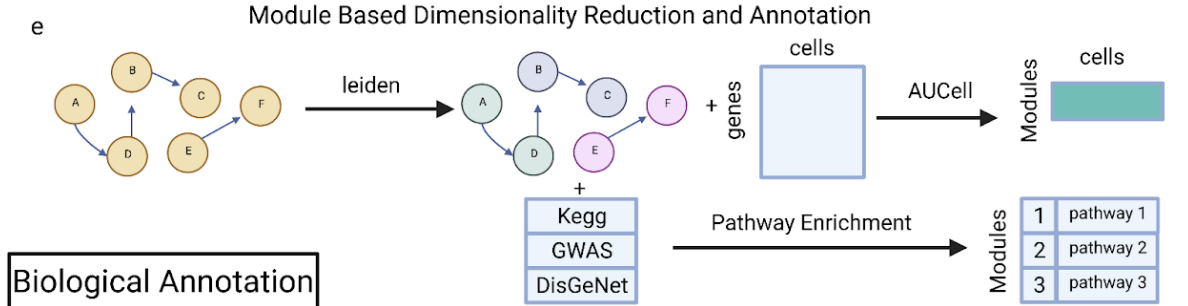 e
Module Based Dimensionality Reduction and Annotation
A
B
C
D
E
F
leiden
A
B
C
D
E
F
+
genes
cells
AUCell
Modules
cells
+
Kegg
GWAS
DisGeNet
Pathway Enrichment
Modules
1 pathway 1
2 pathway 2
3 pathway 3
Biological Annotation